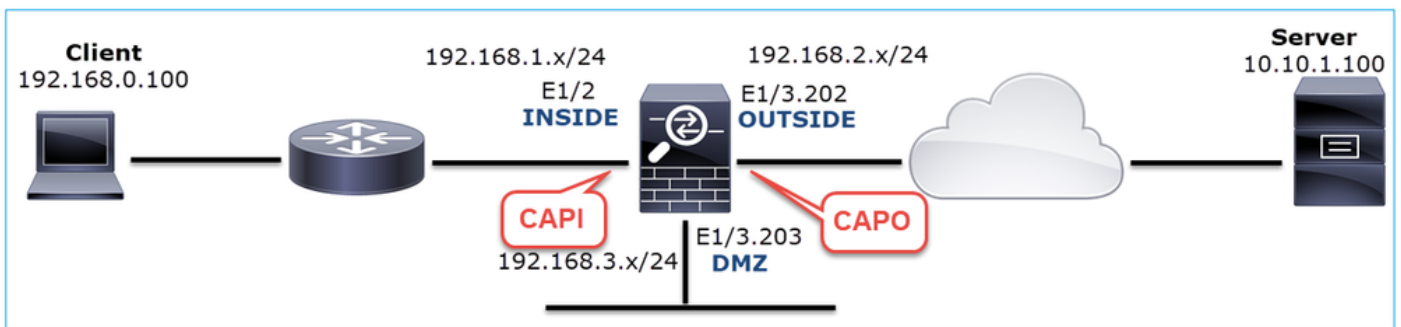 Client
192.168.0.100
192.168.1.x/24
E1/2
INSIDE
192.168.2.x/24
E1/3.202
OUTSIDE
Server
10.10.1.100
CAPI
CAPO
E1/3.203
DMZ
192.168.3.x/24